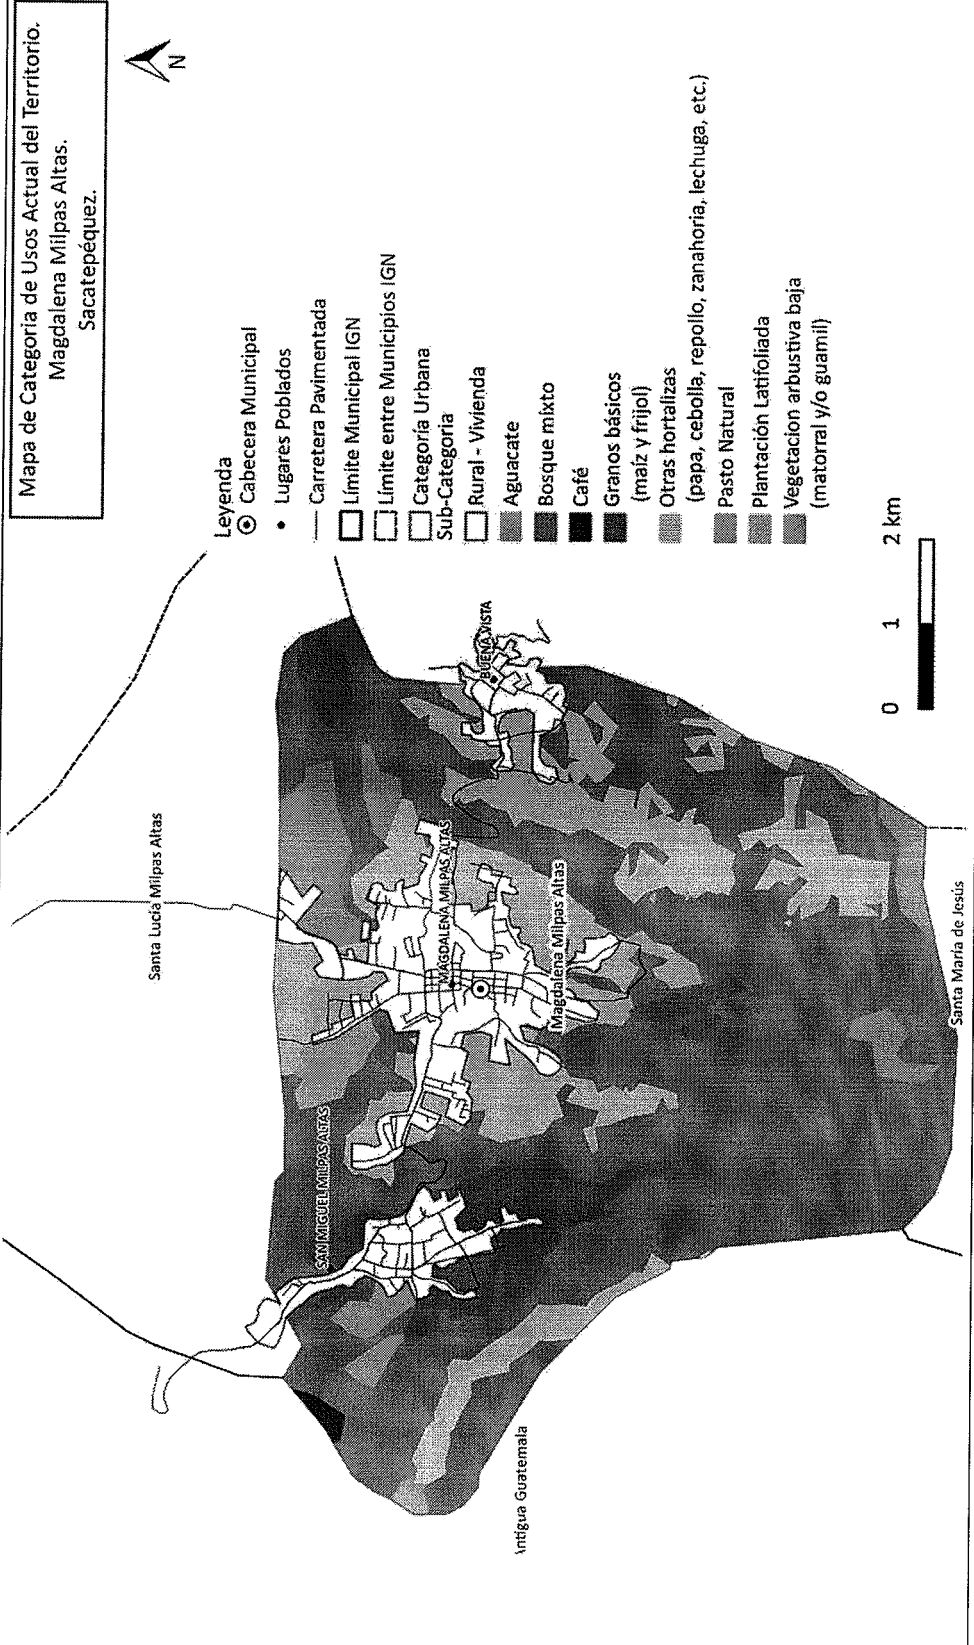 Mapa de Categoria de Usos Actual del Territorio.
Magdalena Milpas Altas.
Sacatepéquez.
N
Leyenda
Cabecera Municipal
Lugares Poblados
Carretera Pavimentada
Límite Municipal IGN
Límite entre Municipios IGN
Categoría Urbana
Sub-Categoria
Rural - Vivienda
Aguacate
Bosque mixto
Café
Granos básicos
(maíz y frijol)
Otras hortalizas
(papa, cebolla, repollo, zanahoria, lechuga, etc.)
Pasto Natural
Plantación Latifoliada
Vegetacion arbustiva baja
(matorral y/o guamil)
0 1 2 km
Santa Lucía Milpas Altas
SAN MIGUEL MILPAS ALTAS
MAGDALENA MILPAS ALTAS
BUENA VISTA
Magdalena Milpas Altas
ntigua Guatemala
Santa María de Jesús